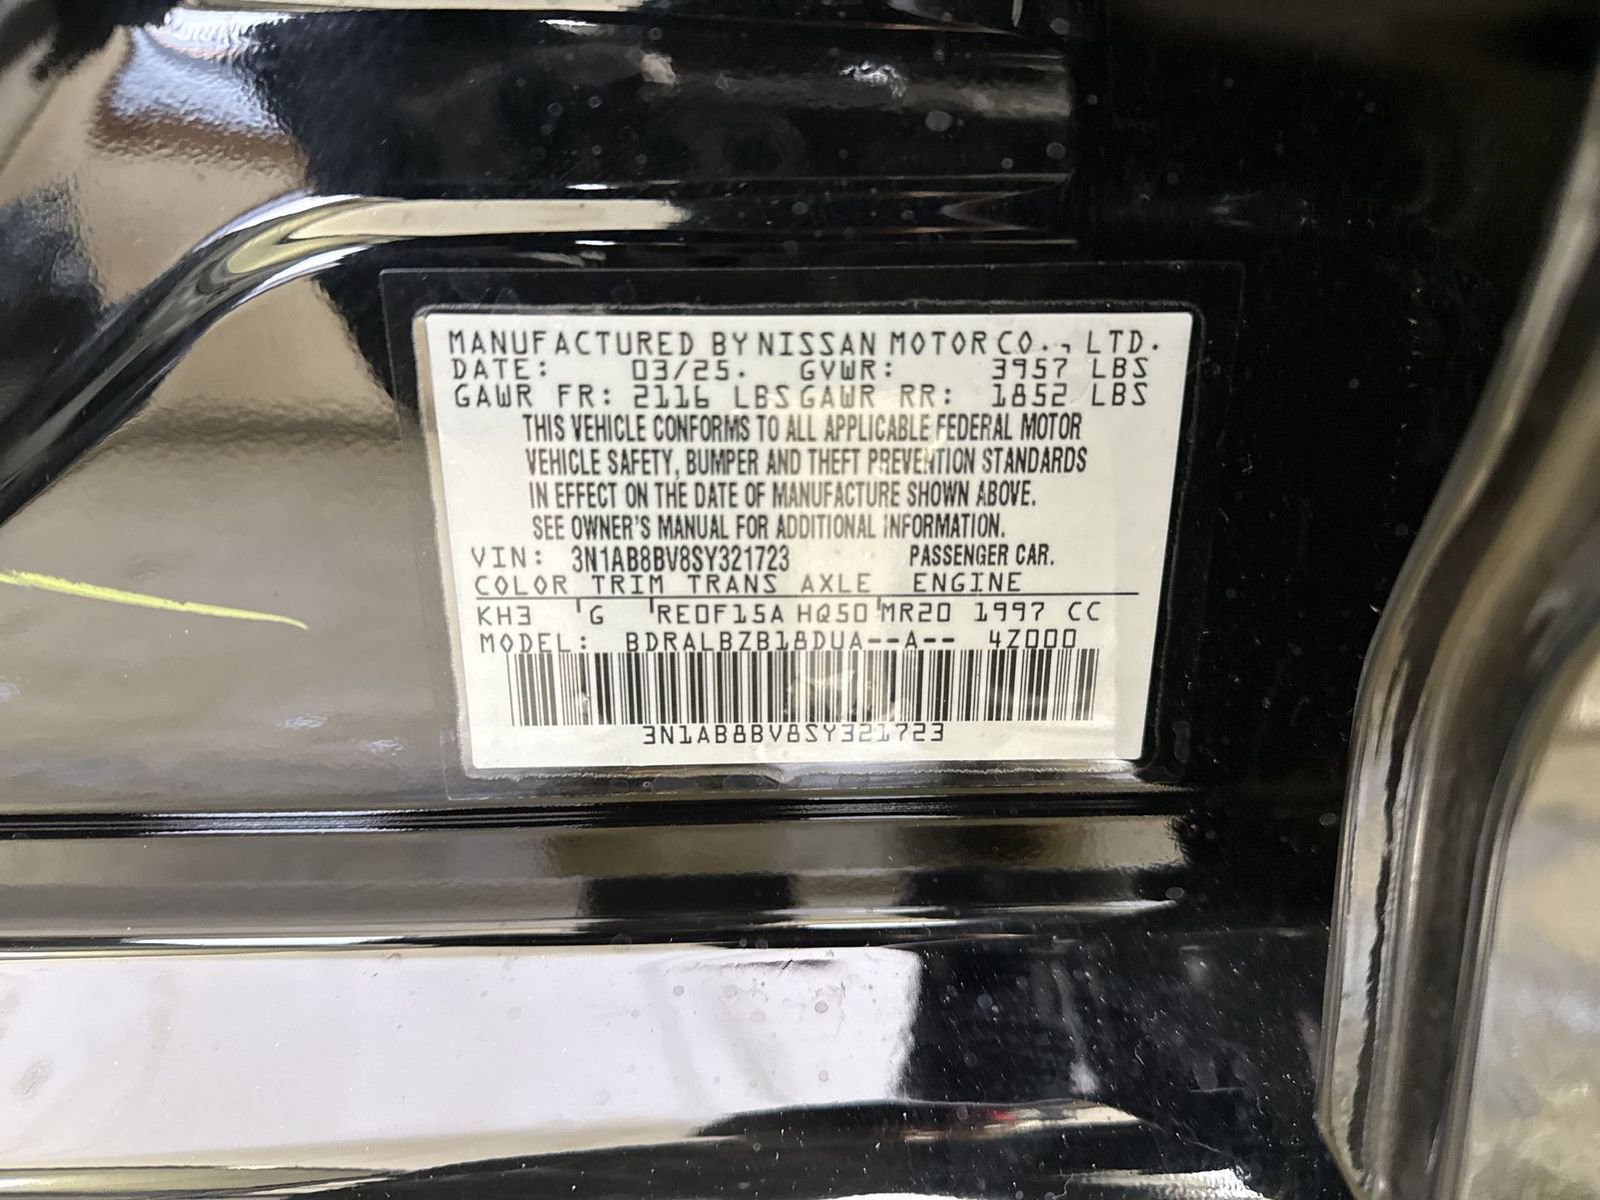 MANUFACTURED BY NISSAN MOTOR CO., LTD.
DATE: 03/25. GVWR: 3957 LBS
GAWR FR: 2116 LBS GAWR RR: 1852 LBS
THIS VEHICLE CONFORMS TO ALL APPLICABLE FEDERAL MOTOR
VEHICLE SAFETY, BUMPER AND THEFT PREVENTION STANDARDS
IN EFFECT ON THE DATE OF MANUFACTURE SHOWN ABOVE.
SEE OWNER'S MANUAL FOR ADDITIONAL INFORMATION.
VIN: 3N1AB8BV8SY321723 PASSENGER CAR.
COLOR TRIM TRANS AXLE ENGINE
KH3 G RE0F15A HQ50 MR20 1997 CC
MODEL: BDRALBZB18DUA--A-- 4Z000
3N1AB8BV8SY321723